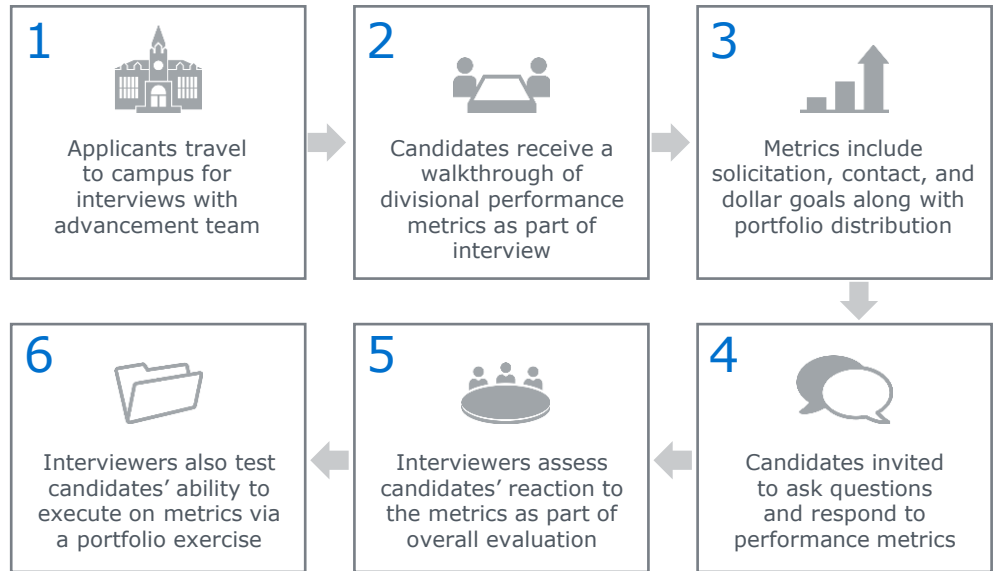 1
Applicants travel
to campus for
interviews with
advancement team
2
Candidates receive a
walkthrough of
divisional performance
metrics as part of
interview
3
Metrics include
solicitation, contact, and
dollar goals along with
portfolio distribution
4
Candidates invited
to ask questions
and respond to
performance metrics
5
Interviewers assess
candidates’ reaction to
the metrics as part of
overall evaluation
6
Interviewers also test
candidates’ ability to
execute on metrics via
a portfolio exercise